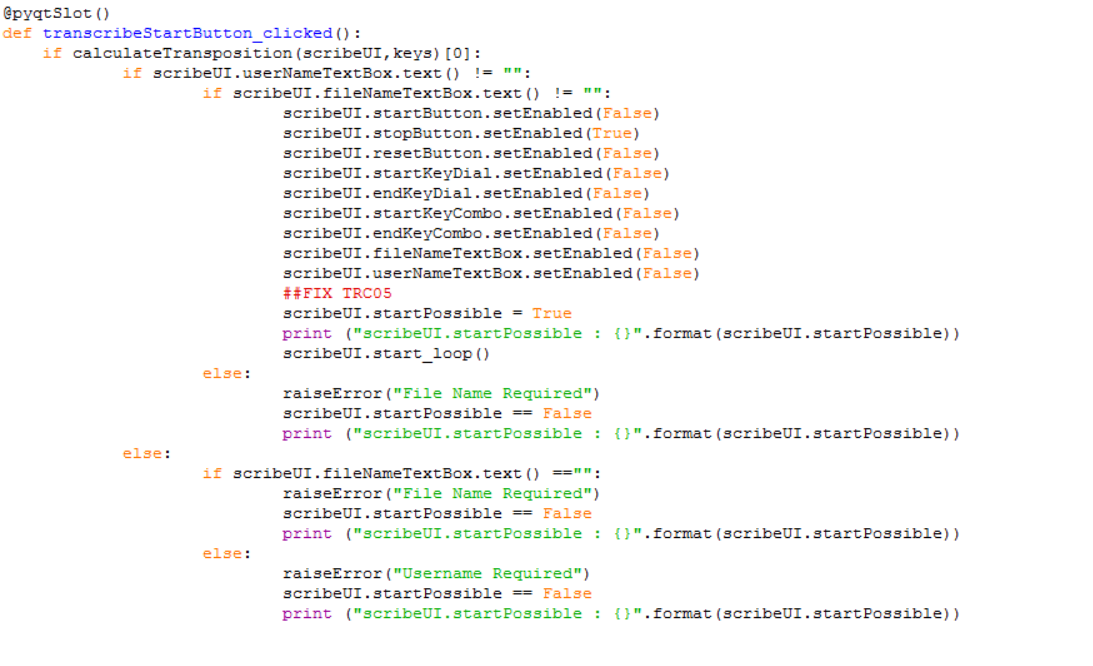 @pyqtSlot()
def transcribeStartButton_clicked():
    if calculateTransposition(scribeUI,keys)[0]:
            if scribeUI.userNameTextBox.text() != "":
                    if scribeUI.fileNameTextBox.text() != "":
                            scribeUI.startButton.setEnabled(False)
                            scribeUI.stopButton.setEnabled(True)
                            scribeUI.resetButton.setEnabled(False)
                            scribeUI.startKeyDial.setEnabled(False)
                            scribeUI.endKeyDial.setEnabled(False)
                            scribeUI.startKeyCombo.setEnabled(False)
                            scribeUI.endKeyCombo.setEnabled(False)
                            scribeUI.fileNameTextBox.setEnabled(False)
                            scribeUI.userNameTextBox.setEnabled(False)
                            ##FIX TRC05
                            scribeUI.startPossible = True
                            print ("scribeUI.startPossible : {}".format(scribeUI.startPossible))
                            scribeUI.start_loop()
                    else:
                            raiseError("File Name Required")
                            scribeUI.startPossible == False
                            print ("scribeUI.startPossible : {}".format(scribeUI.startPossible))
            else:
                    if scribeUI.fileNameTextBox.text() =="":
                            raiseError("File Name Required")
                            scribeUI.startPossible == False
                            print ("scribeUI.startPossible : {}".format(scribeUI.startPossible))
                    else:
                            raiseError("Username Required")
                            scribeUI.startPossible == False
                            print ("scribeUI.startPossible : {}".format(scribeUI.startPossible))